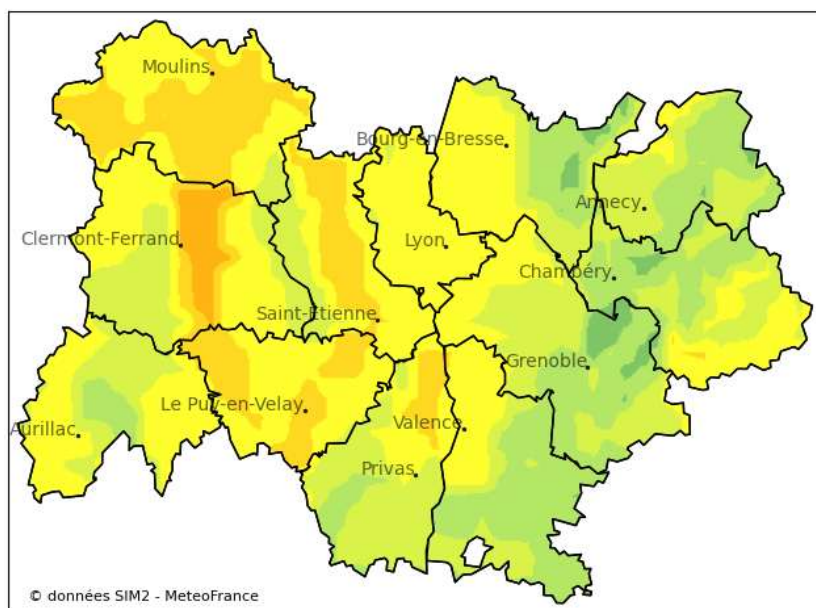 Moulins
Bourg-en-Bresse
Annecy
Clermont-Ferrand
Lyon
Chambéry
Saint-Etienne
Grenoble
Le Puy-en-Velay
Aurillac
Valence
Privas
© données SIM2 - MeteoFrance